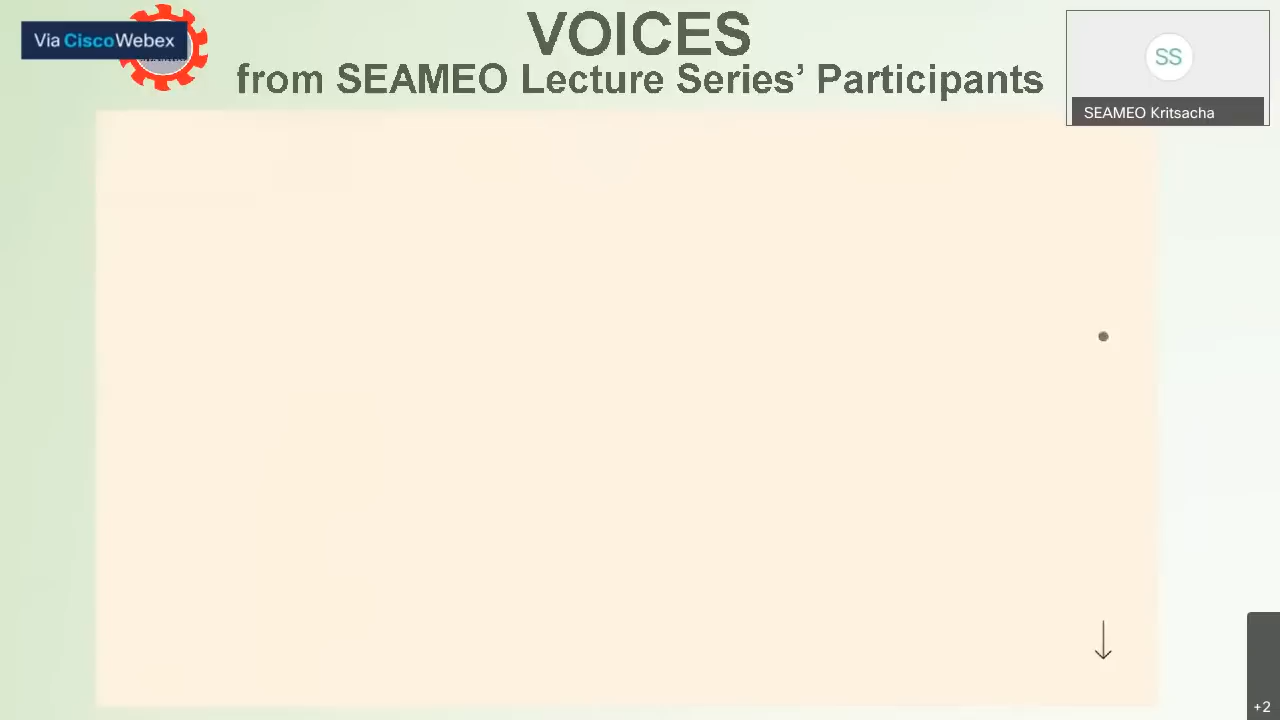 Via CiscoWebex
VOICES
from SEAMEO Lecture Series’ Participants
SS
SEAMEO Kritsacha
+2